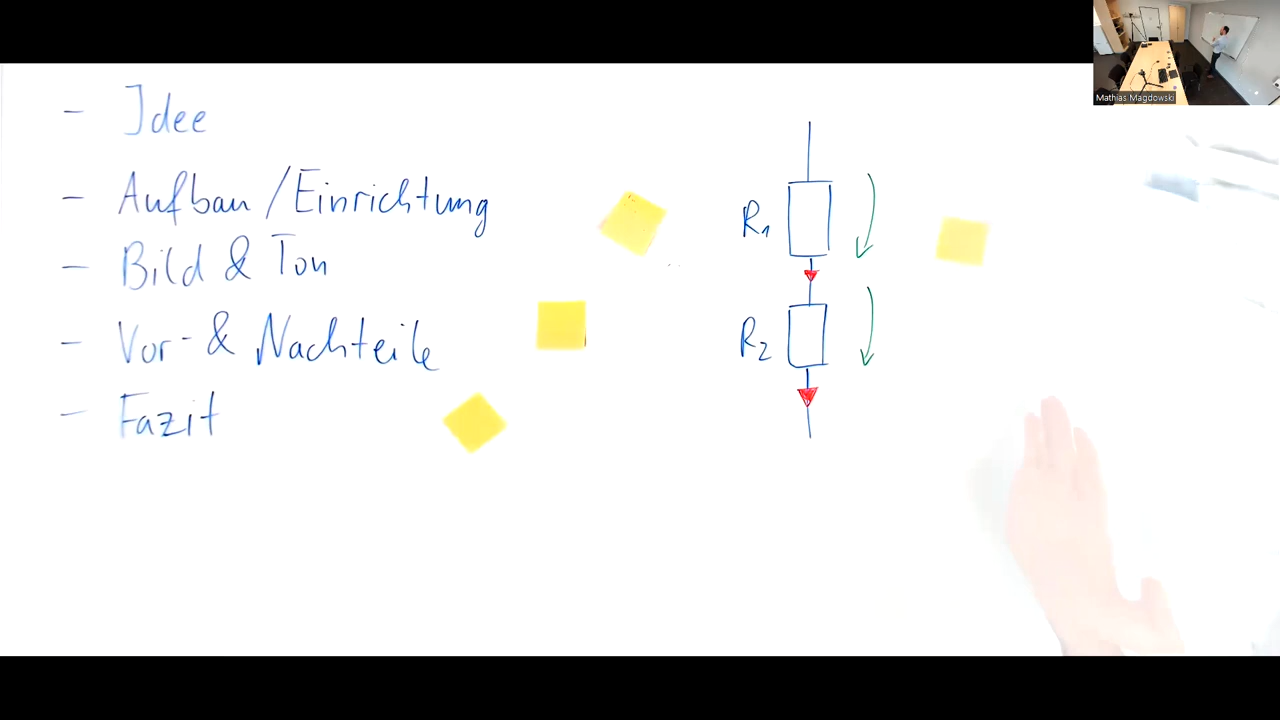 - Idee
- Aufbau / Einrichtung
- Bild & Ton
- Vor- & Nachteile
- Fazit
R1
R2
Mathias Magdowski